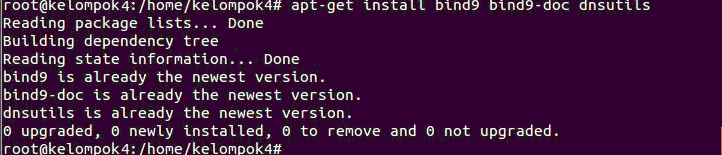 root@kelompok4:/home/kelompok4# apt-get install bind9 bind9-doc dnsutils
Reading package lists... Done
Building dependency tree
Reading state information... Done
bind9 is already the newest version.
bind9-doc is already the newest version.
dnsutils is already the newest version.
0 upgraded, 0 newly installed, 0 to remove and 0 not upgraded.
root@kelompok4:/home/kelompok4#